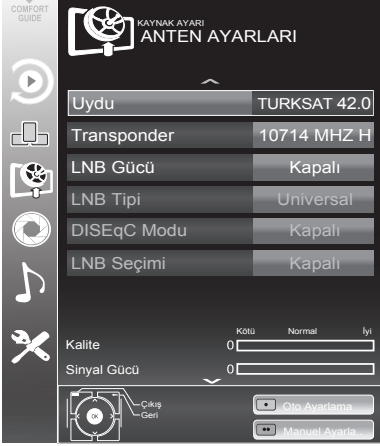 COMFORT
GUIDE
KAYNAK AYARI
ANTEN AYARLARI
Uydu TURKSAT 42.0
Transponder 10714 MHZ H
LNB Gücü Kapalı
LNB Tipi Universal
DISEqC Modu Kapalı
LNB Seçimi Kapalı
Kötü Normal İyi
Kalite 0
Sinyal Gücü 0
Çıkış
Geri
OK
Oto Ayarlama
Manuel Ayarla..